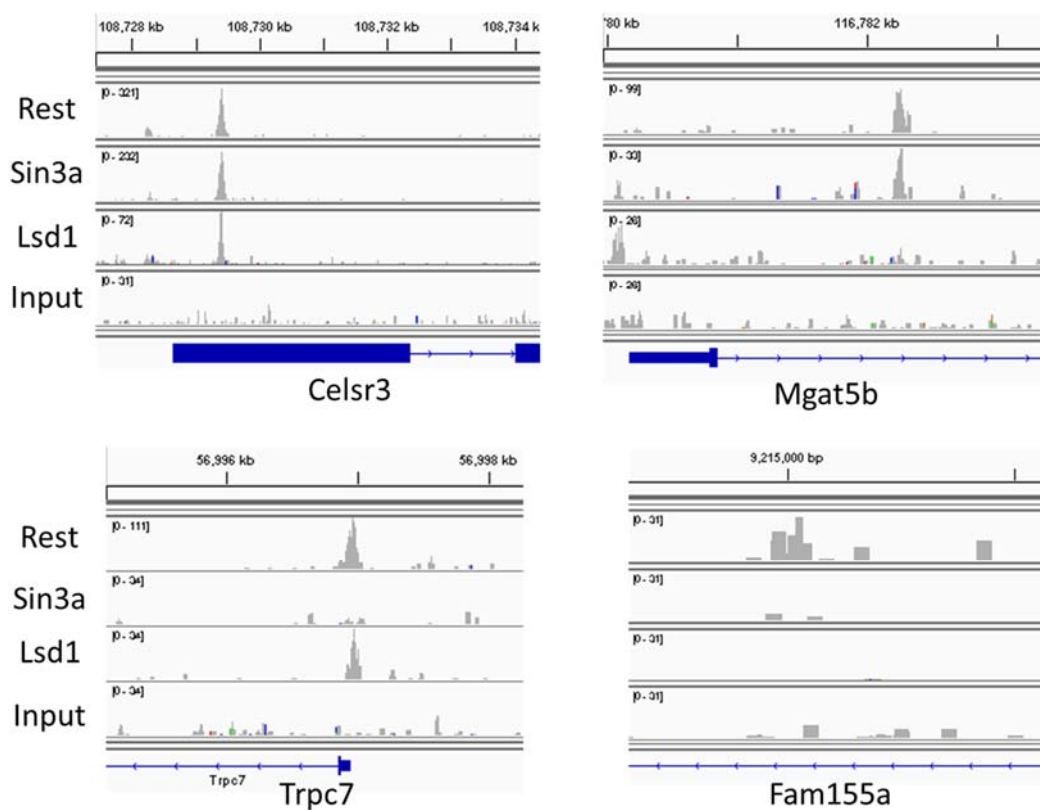 108,728 kb 108,730 kb 108,732 kb 108,734 k
Rest [0 - 321]
Sin3a [0 - 232]
Lsd1 [0 - 72]
Input [0 - 31]
Celsr3
'80 kb 116,782 kb
[0 - 99]
[0 - 33]
[0 - 26]
[0 - 26]
Mgat5b
56,996 kb 56,998 kb
Rest [0 - 111]
Sin3a [0 - 34]
Lsd1 [0 - 34]
Input [0 - 34]
Trpc7
Trpc7
9,215,000 bp
[0 - 31]
[0 - 31]
[0 - 31]
[0 - 31]
Fam155a